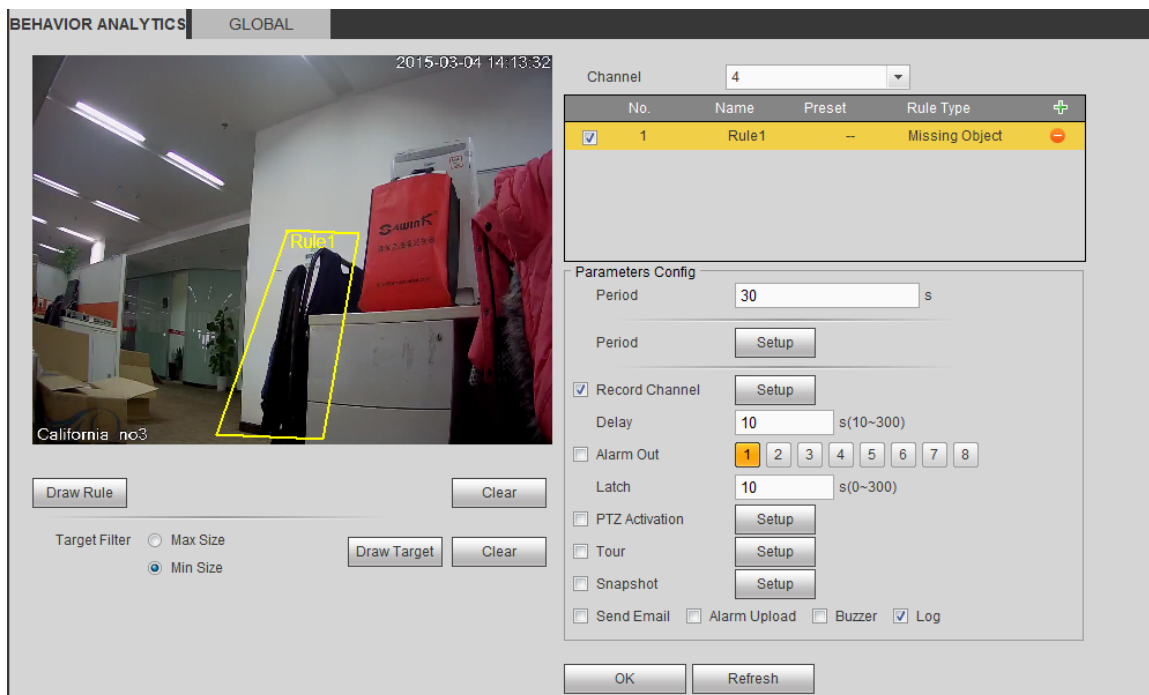 BEHAVIOR ANALYTICS GLOBAL
2015-03-04 14:13:32
Rule1
SAWINK
California no3
Draw Rule Clear
Target Filter Max Size
Min Size
Draw Target Clear
Channel 4
No. Name Preset Rule Type
1 Rule1 -- Missing Object
Parameters Config
Period 30 s
Period Setup
Record Channel Setup
Delay 10 s(10~300)
Alarm Out 1 2 3 4 5 6 7 8
Latch 10 s(0~300)
PTZ Activation Setup
Tour Setup
Snapshot Setup
Send Email Alarm Upload Buzzer Log
OK Refresh